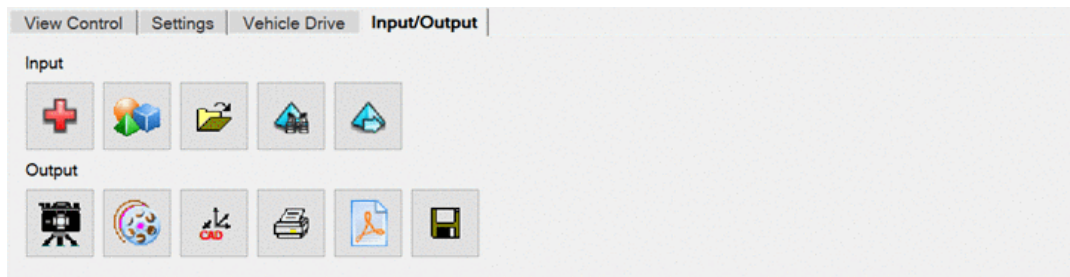 View Control Settings Vehicle Drive Input/Output
Input
Output
CAD